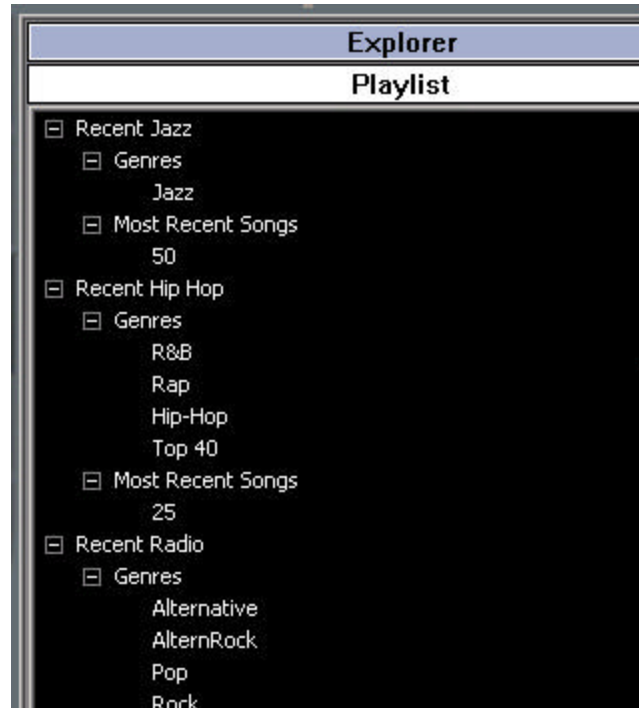 Explorer
Playlist
Recent Jazz
Genres
Jazz
Most Recent Songs
50
Recent Hip Hop
Genres
R&B
Rap
Hip-Hop
Top 40
Most Recent Songs
25
Recent Radio
Genres
Alternative
AlternRock
Pop
Rock